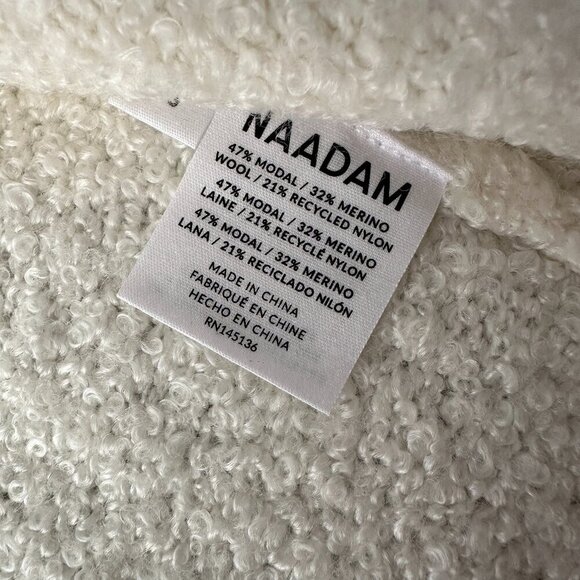 NAADAM
47% MODAL / 32% MERINO
WOOL / 21% RECYCLED NYLON
47% MODAL / 32% MERINO
LAINE / 21% RECYCLÉ NYLON
47% MODAL / 32% MERINO
LANA / 21% RECICLADO NILÓN
MADE IN CHINA
FABRIQUÉ EN CHINE
HECHO EN CHINA
RN145136